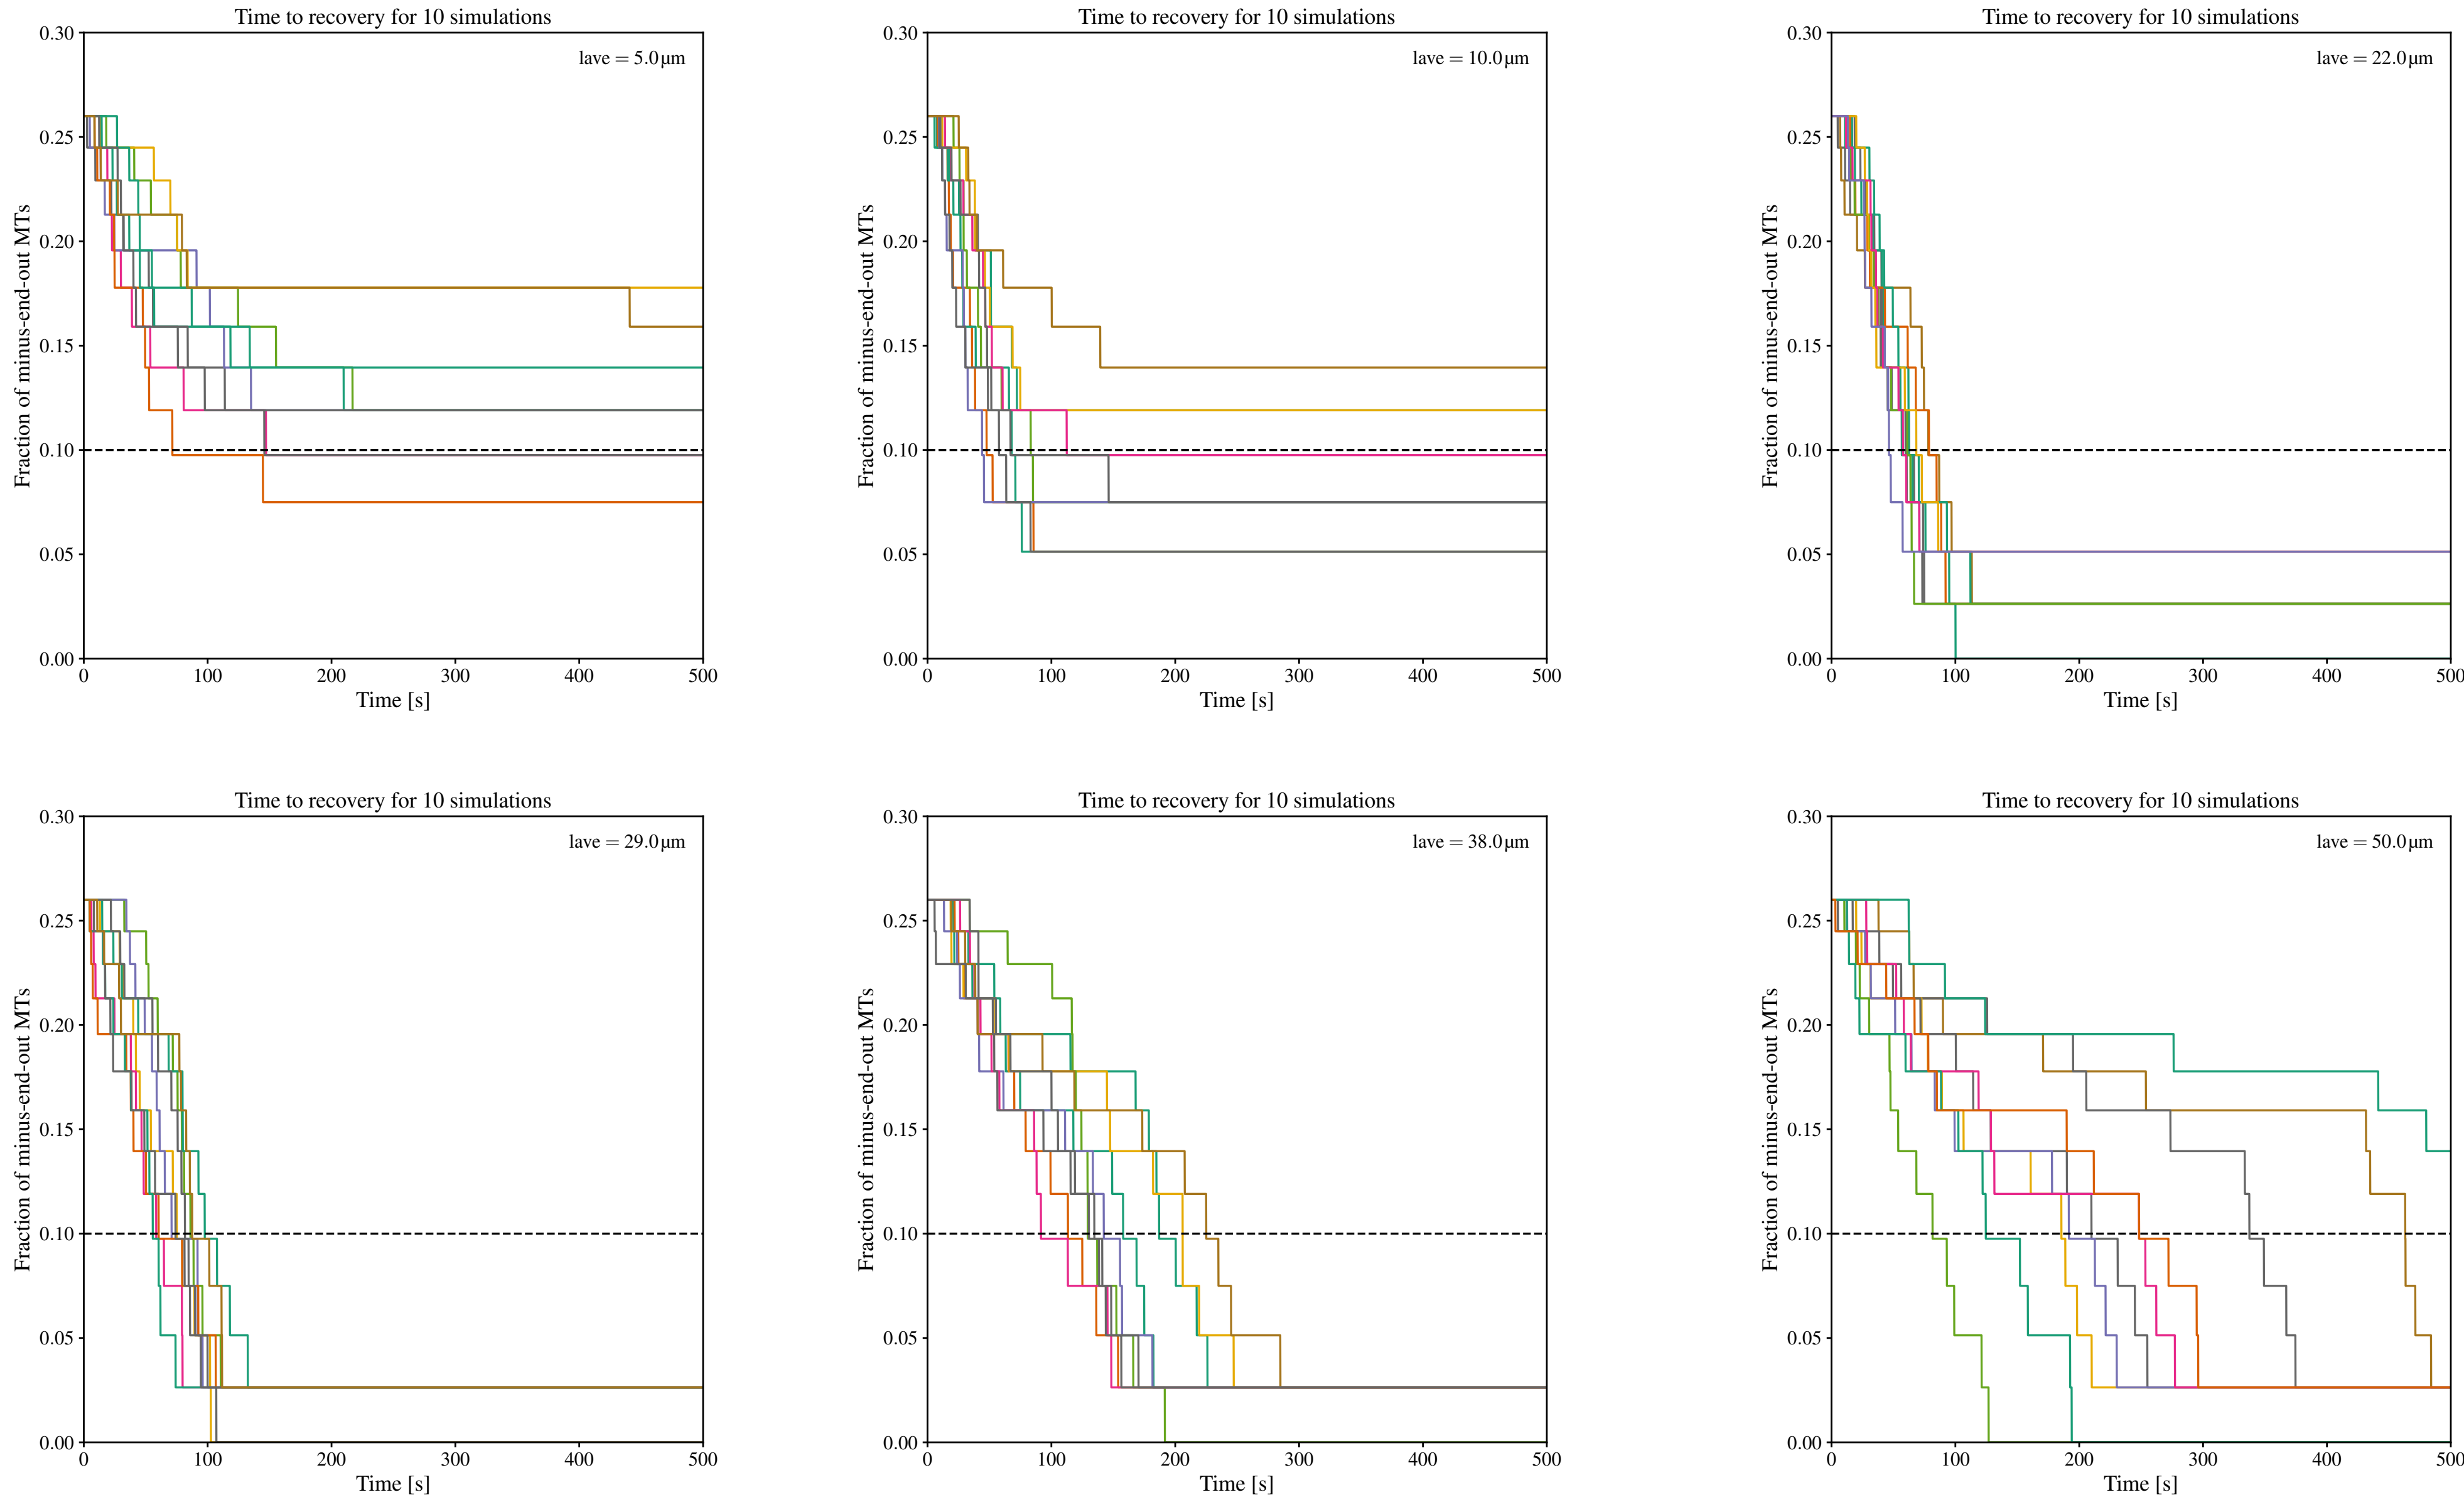 Time to recovery for 10 simulations
lave = 5.0µm
Fraction of minus-end-out MTs
0.30
0.25
0.20
0.15
0.10
0.05
0.00
0 100 200 300 400 500
Time [s]
Time to recovery for 10 simulations
lave = 10.0µm
Fraction of minus-end-out MTs
0.30
0.25
0.20
0.15
0.10
0.05
0.00
0 100 200 300 400 500
Time [s]
Time to recovery for 10 simulations
lave = 22.0µm
Fraction of minus-end-out MTs
0.30
0.25
0.20
0.15
0.10
0.05
0.00
0 100 200 300 400 500
Time [s]
Time to recovery for 10 simulations
lave = 29.0µm
Fraction of minus-end-out MTs
0.30
0.25
0.20
0.15
0.10
0.05
0.00
0 100 200 300 400 500
Time [s]
Time to recovery for 10 simulations
lave = 38.0µm
Fraction of minus-end-out MTs
0.30
0.25
0.20
0.15
0.10
0.05
0.00
0 100 200 300 400 500
Time [s]
Time to recovery for 10 simulations
lave = 50.0µm
Fraction of minus-end-out MTs
0.30
0.25
0.20
0.15
0.10
0.05
0.00
0 100 200 300 400 500
Time [s]